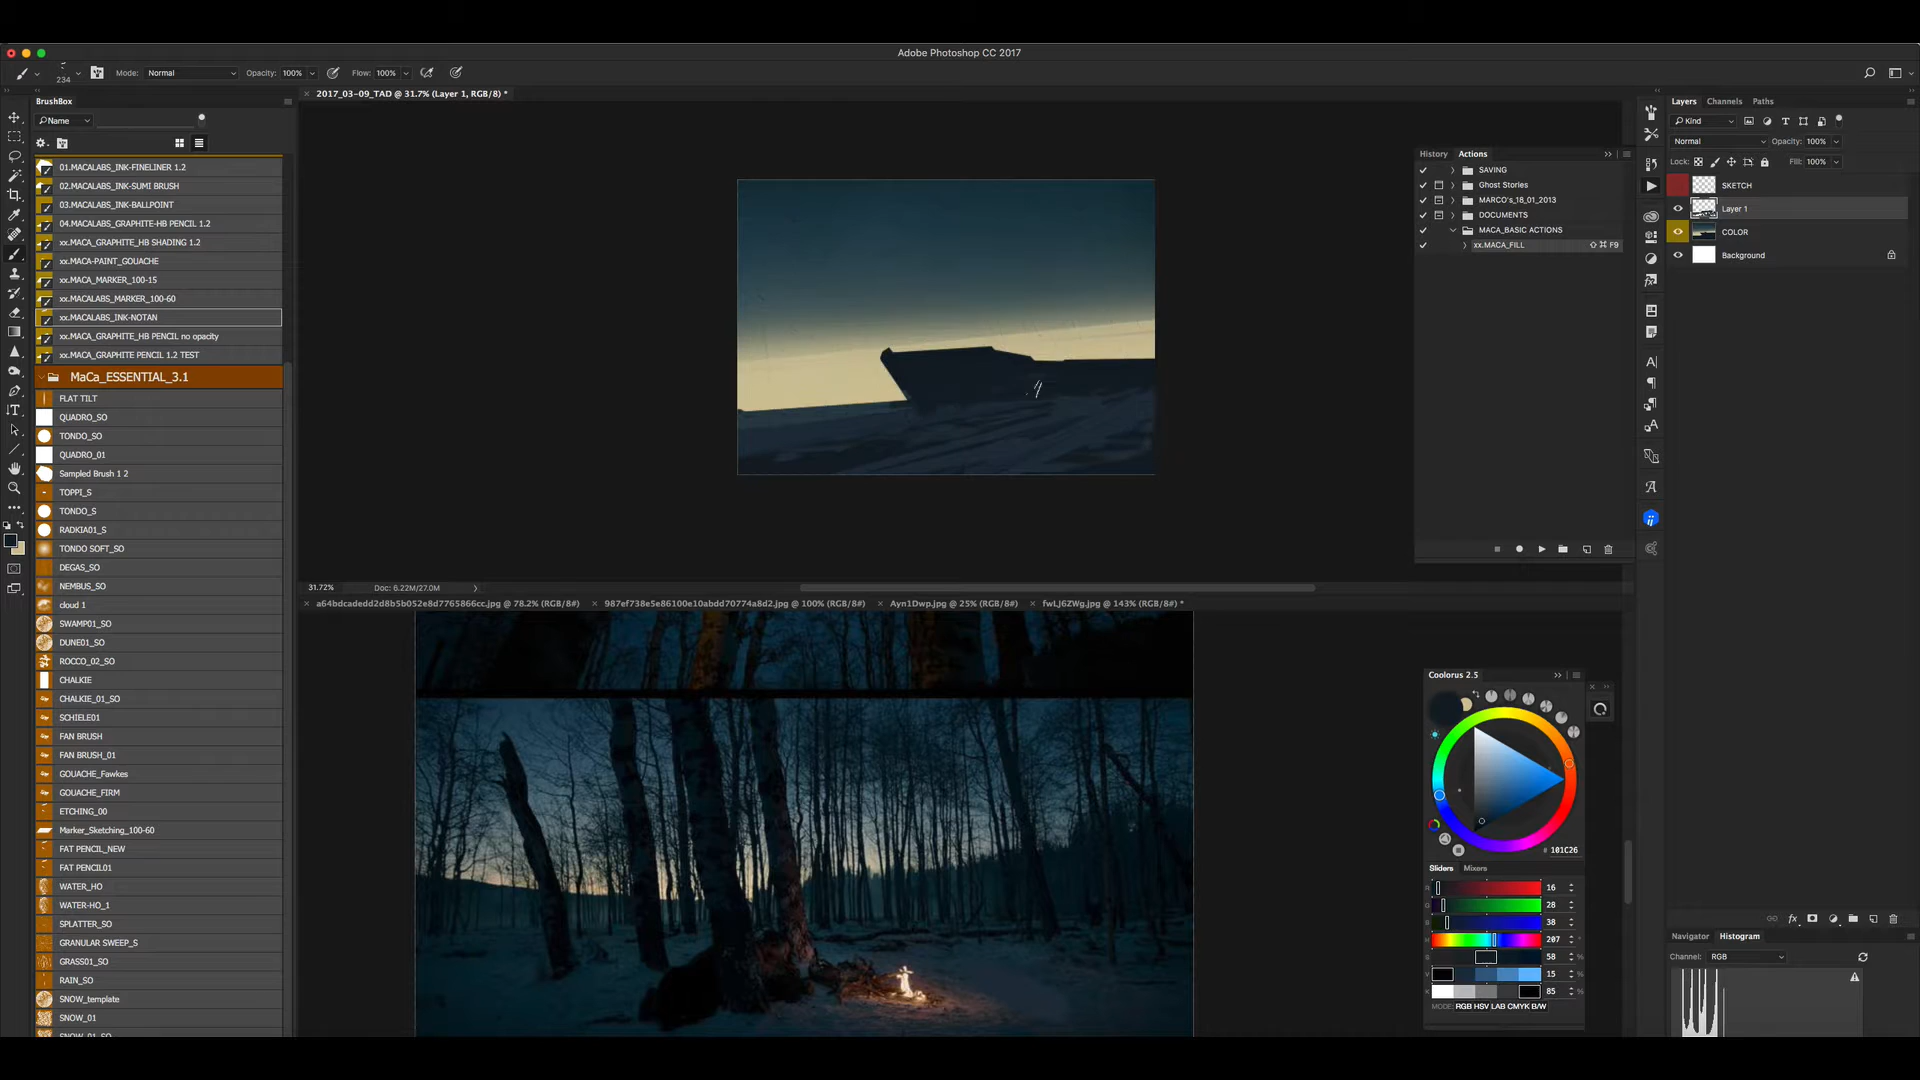 Adobe Photoshop CC 2017
234
Mode: Normal
Opacity: 100%
Flow: 100%
BrushBox
2017_03-09_TAD @ 31.7% (Layer 1, RGB/8) *
Name
01.MACALABS_INK-FINELINER 1.2
02.MACALABS_INK-SUMI BRUSH
03.MACALABS_INK-BALLPOINT
04.MACALABS_GRAPHITE-HB PENCIL 1.2
xx.MACA_GRAPHITE_HB SHADING 1.2
xx.MACA-PAINT_GOUACHE
xx.MACA_MARKER_100-15
xx.MACALABS_MARKER_100-60
xx.MACALABS_INK-NOTAN
xx.MACA_GRAPHITE_HB PENCIL no opacity
xx.MACA_GRAPHITE PENCIL 1.2 TEST
MaCa_ESSENTIAL_3.1
FLAT TILT
QUADRO_SO
TONDO_SO
QUADRO_01
Sampled Brush 1 2
TOPPI_S
TONDO_S
RADKIA01_S
TONDO SOFT_SO
DEGAS_SO
NEMBUS_SO
cloud 1
SWAMP01_SO
DUNE01_SO
ROCCO_02_SO
CHALKIE
CHALKIE_01_SO
SCHIELE01
FAN BRUSH
FAN BRUSH_01
GOUACHE_Fawkes
GOUACHE_FIRM
ETCHING_00
Marker_Sketching_100-60
FAT PENCIL_NEW
FAT PENCIL01
WATER_HO
WATER-HO_1
SPLATTER_SO
GRANULAR SWEEP_S
GRASS01_SO
RAIN_SO
SNOW_template
SNOW_01
SNOW_01_SO
31.72%
Doc: 6.22M/27.0M
a64bdcadedd2d8b5b052e8d7765866cc.jpg @ 78.2% (RGB/8#)
987ef738e5e86100e10abdd70774a8d2.jpg @ 100% (RGB/8#)
Ayn1Dwp.jpg @ 25% (RGB/8#)
fwLj6ZWg.jpg @ 143% (RGB/8#) *
History
Actions
SAVING
Ghost Stories
MARCO's_18_01_2013
DOCUMENTS
MACA_BASIC ACTIONS
xx.MACA_FILL
⇧ ⌘ F9
Coolorus 2.5
# 101C26
Sliders
Mixers
R 16
G 28
B 38
H 207 °
S 58 %
V 15 %
K 85 %
MODE: RGB HSV LAB CMYK B/W
Layers
Channels
Paths
Kind
Normal
Opacity: 100%
Lock:
Fill: 100%
SKETCH
Layer 1
COLOR
Background
Navigator
Histogram
Channel: RGB